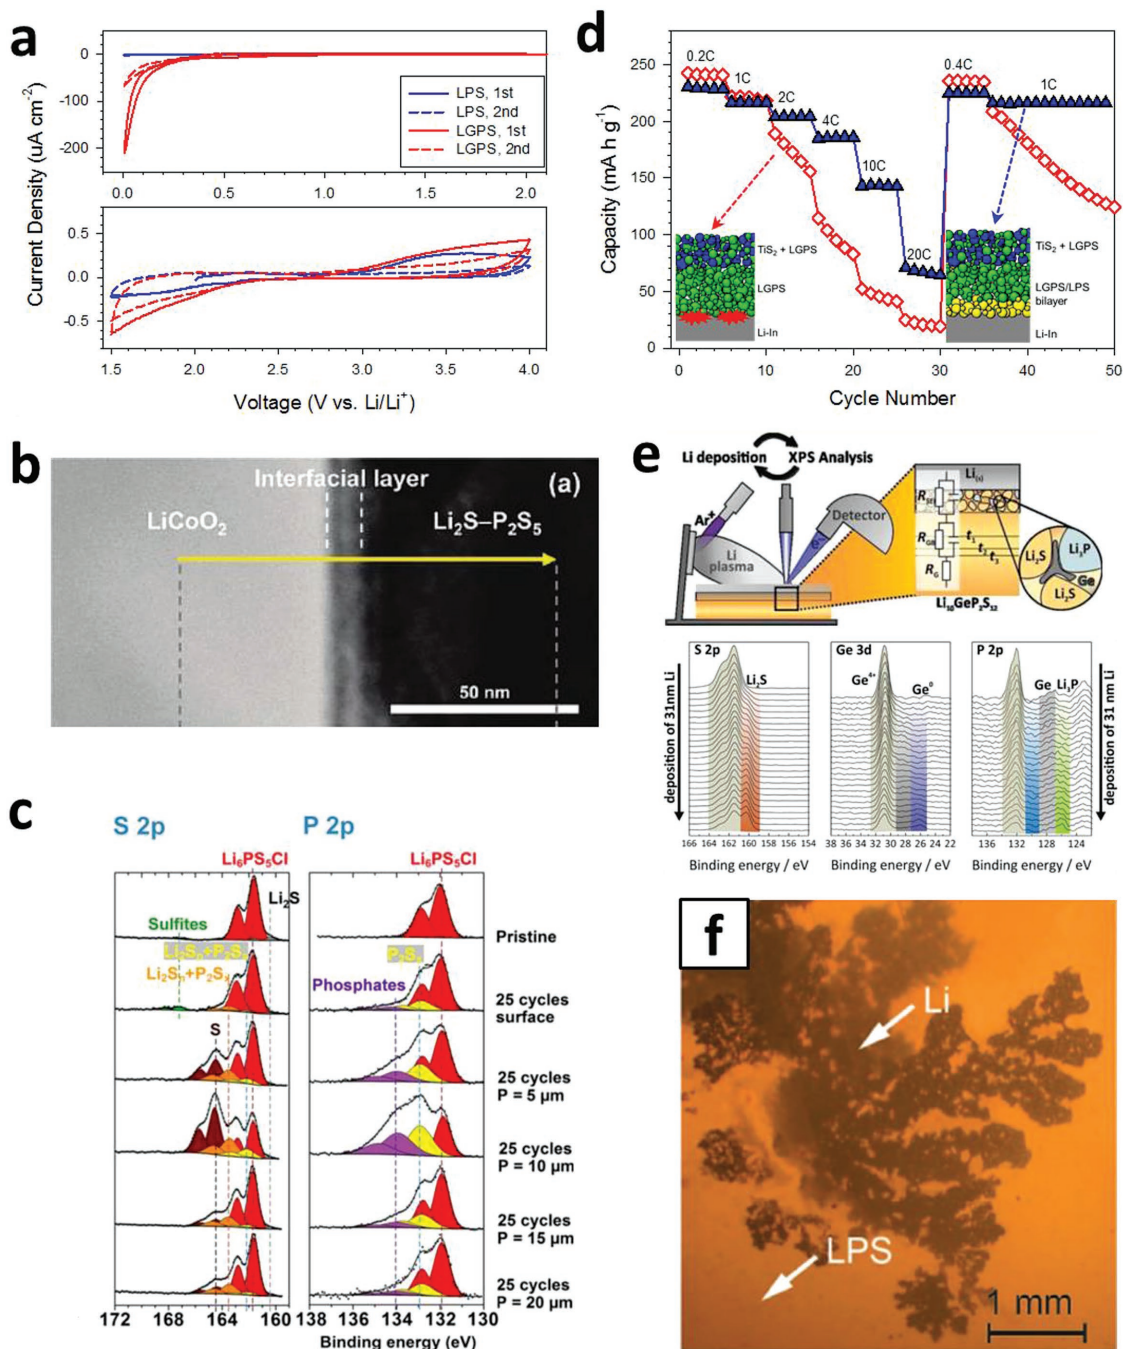 a
Current Density (uA cm⁻²)
0
-100
-200
LPS, 1st
LPS, 2nd
LGPS, 1st
LGPS, 2nd
0.0 0.5 1.0 1.5 2.0
0.5
0.0
-0.5
1.5 2.0 2.5 3.0 3.5 4.0
Voltage (V vs. Li/Li⁺)
d
Capacity (mA h g⁻¹)
250
200
150
100
50
0
0.2C
1C
2C
4C
10C
20C
0.4C
1C
TiS₂ + LGPS
LGPS
Li-In
TiS₂ + LGPS
LGPS/LPS
bilayer
Li-In
0 10 20 30 40 50
Cycle Number
b
Interfacial layer
(a)
LiCoO₂
Li₂S–P₂S₅
50 nm
e
Li deposition
XPS Analysis
Ar⁺
Li
plasma
e⁻
Detector
Li₍ₛ₎
R_SEI
R_GB
R_G
t₁
t₂
t₃
Li₂S
Li₃P
Ge
Li₂S
Li₁₀GeP₂S₁₂
S 2p
Li₂S
Ge 3d
Ge⁴⁺
Ge⁰
P 2p
Ge
Li₃P
deposition of 31nm Li
deposition of 31 nm Li
166 164 162 160 158 156 154
38 36 34 32 30 28 26 24 22
136 132 128 124
Binding energy / eV
Binding energy / eV
Binding energy / eV
c
S 2p
P 2p
Li₆PS₅Cl
Li₂S
Li₆PS₅Cl
Sulfites
Pristine
Li₂Sₙ+P₂Sₓ
P₂Sₓ
Phosphates
25 cycles
surface
S
25 cycles
P = 5 µm
25 cycles
P = 10 µm
25 cycles
P = 15 µm
25 cycles
P = 20 µm
172 168 164 160
138 136 134 132 130
Binding energy (eV)
f
Li
LPS
1 mm